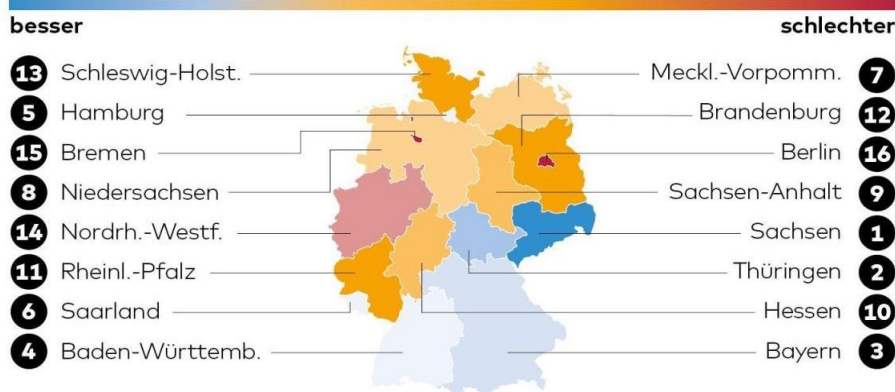 besser schlechter
13 Schleswig-Holst. Meckl.-Vorpomm. 7
5 Hamburg Brandenburg 12
15 Bremen Berlin 16
8 Niedersachsen Sachsen-Anhalt 9
14 Nordrh.-Westf. Sachsen 1
11 Rheinl.-Pfalz Thüringen 2
6 Saarland Hessen 10
4 Baden-Württemb. Bayern 3